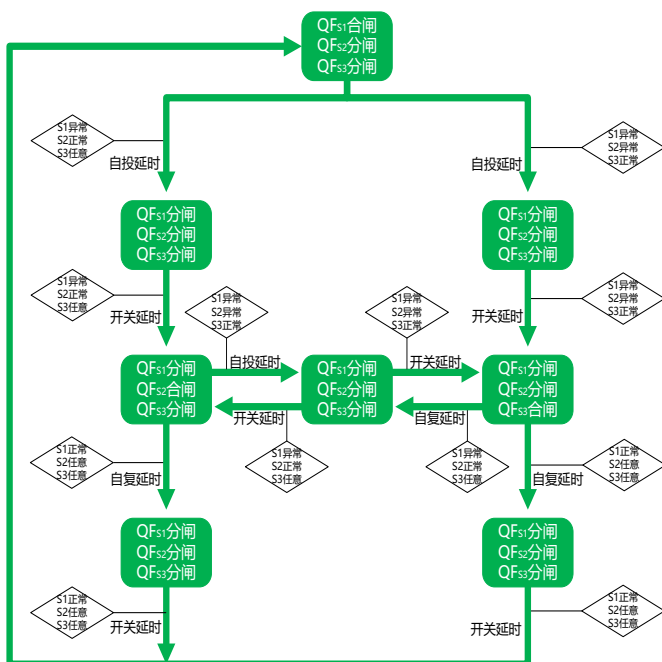 QFS1合闸
QFS2分闸
QFS3分闸
S1异常
S2正常
S3任意
自投延时
S1异常
S2异常
S3正常
自投延时
QFS1分闸
QFS2分闸
QFS3分闸
QFS1分闸
QFS2分闸
QFS3分闸
S1异常
S2正常
S3任意
开关延时
S1异常
S2异常
S3正常
S1异常
S2异常
S3正常
S1异常
S2异常
S3正常
开关延时
QFS1分闸
QFS2合闸
QFS3分闸
自投延时
开关延时
QFS1分闸
QFS2分闸
QFS3分闸
开关延时
自复延时
QFS1分闸
QFS2分闸
QFS3合闸
S1正常
S2任意
S3任意
自复延时
S1异常
S2正常
S3任意
S1异常
S2正常
S3任意
S1正常
S2任意
S3任意
自复延时
QFS1分闸
QFS2分闸
QFS3分闸
QFS1分闸
QFS2分闸
QFS3分闸
S1正常
S2任意
S3任意
开关延时
S1正常
S2任意
S3任意
开关延时